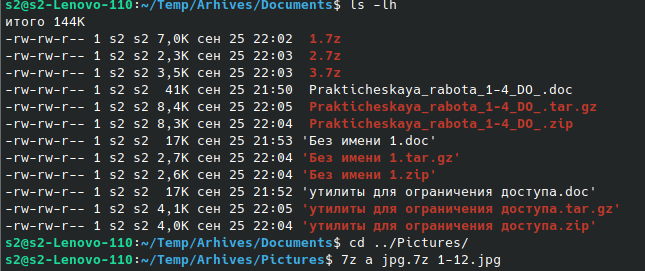 s2@s2-Lenovo-110:~/Temp/Arhives/Documents$ ls -lh
итого 144K
-rw-rw-r-- 1 s2 s2 7,0K сен 25 22:02  1.7z
-rw-rw-r-- 1 s2 s2 2,3K сен 25 22:03  2.7z
-rw-rw-r-- 1 s2 s2 3,5K сен 25 22:03  3.7z
-rw-rw-r-- 1 s2 s2  41K сен 25 21:50  Prakticheskaya_rabota_1-4_DO_.doc
-rw-rw-r-- 1 s2 s2 8,4K сен 25 22:05  Prakticheskaya_rabota_1-4_DO_.tar.gz
-rw-rw-r-- 1 s2 s2 8,3K сен 25 22:04  Prakticheskaya_rabota_1-4_DO_.zip
-rw-rw-r-- 1 s2 s2  17K сен 25 21:53 'Без имени 1.doc'
-rw-rw-r-- 1 s2 s2 2,7K сен 25 22:04 'Без имени 1.tar.gz'
-rw-rw-r-- 1 s2 s2 2,6K сен 25 22:04 'Без имени 1.zip'
-rw-rw-r-- 1 s2 s2  17K сен 25 21:52 'утилиты для ограничения доступа.doc'
-rw-rw-r-- 1 s2 s2 4,1K сен 25 22:05 'утилиты для ограничения доступа.tar.gz'
-rw-rw-r-- 1 s2 s2 4,0K сен 25 22:04 'утилиты для ограничения доступа.zip'
s2@s2-Lenovo-110:~/Temp/Arhives/Documents$ cd ../Pictures/
s2@s2-Lenovo-110:~/Temp/Arhives/Pictures$ 7z a jpg.7z 1-12.jpg